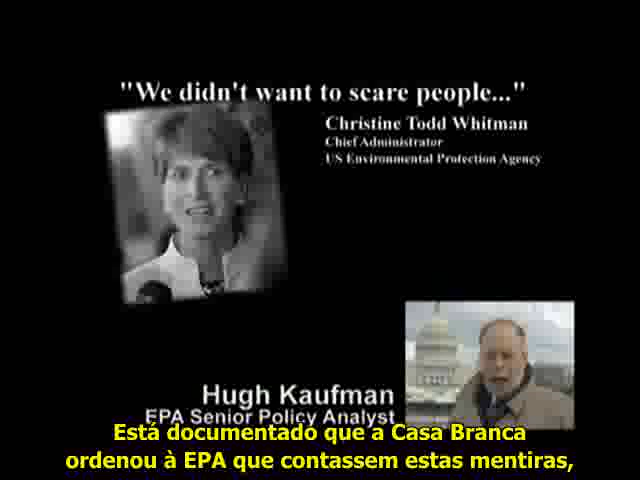 "We didn't want to scare people..."
Christine Todd Whitman
Chief Administrator
US Environmental Protection Agency
Hugh Kaufman
EPA Senior Policy Analyst
Está documentado que a Casa Branca
ordenou à EPA que contassem estas mentiras,